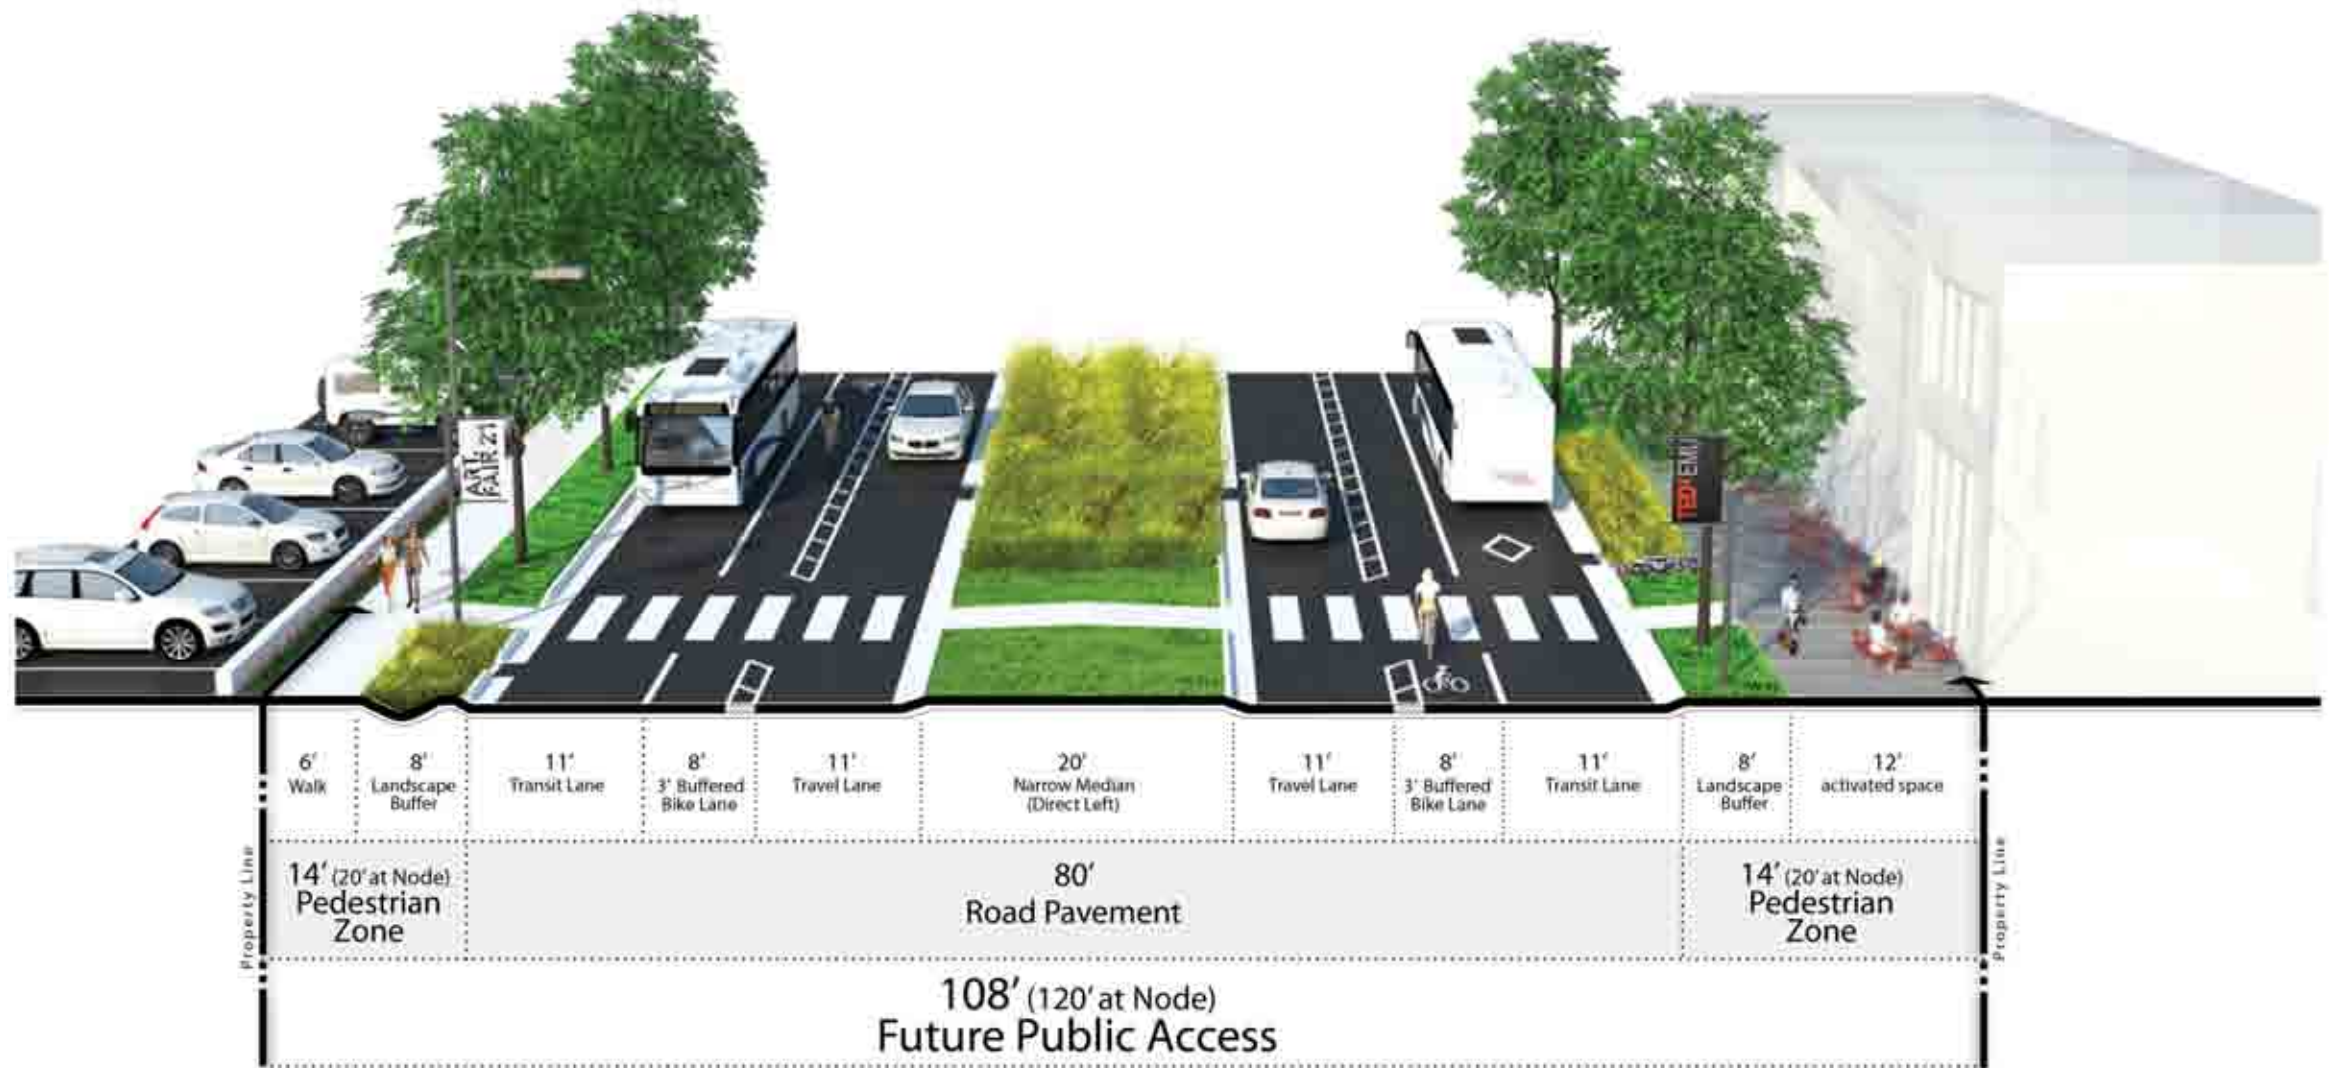 ART
FAIR 21
TEDxEMU
6'
Walk
8'
Landscape
Buffer
11'
Transit Lane
8'
3' Buffered
Bike Lane
11'
Travel Lane
20'
Narrow Median
(Direct Left)
11'
Travel Lane
8'
3' Buffered
Bike Lane
11'
Transit Lane
8'
Landscape
Buffer
12'
activated space
Property Line
14' (20' at Node)
Pedestrian
Zone
80'
Road Pavement
14' (20' at Node)
Pedestrian
Zone
Property Line
108' (120' at Node)
Future Public Access